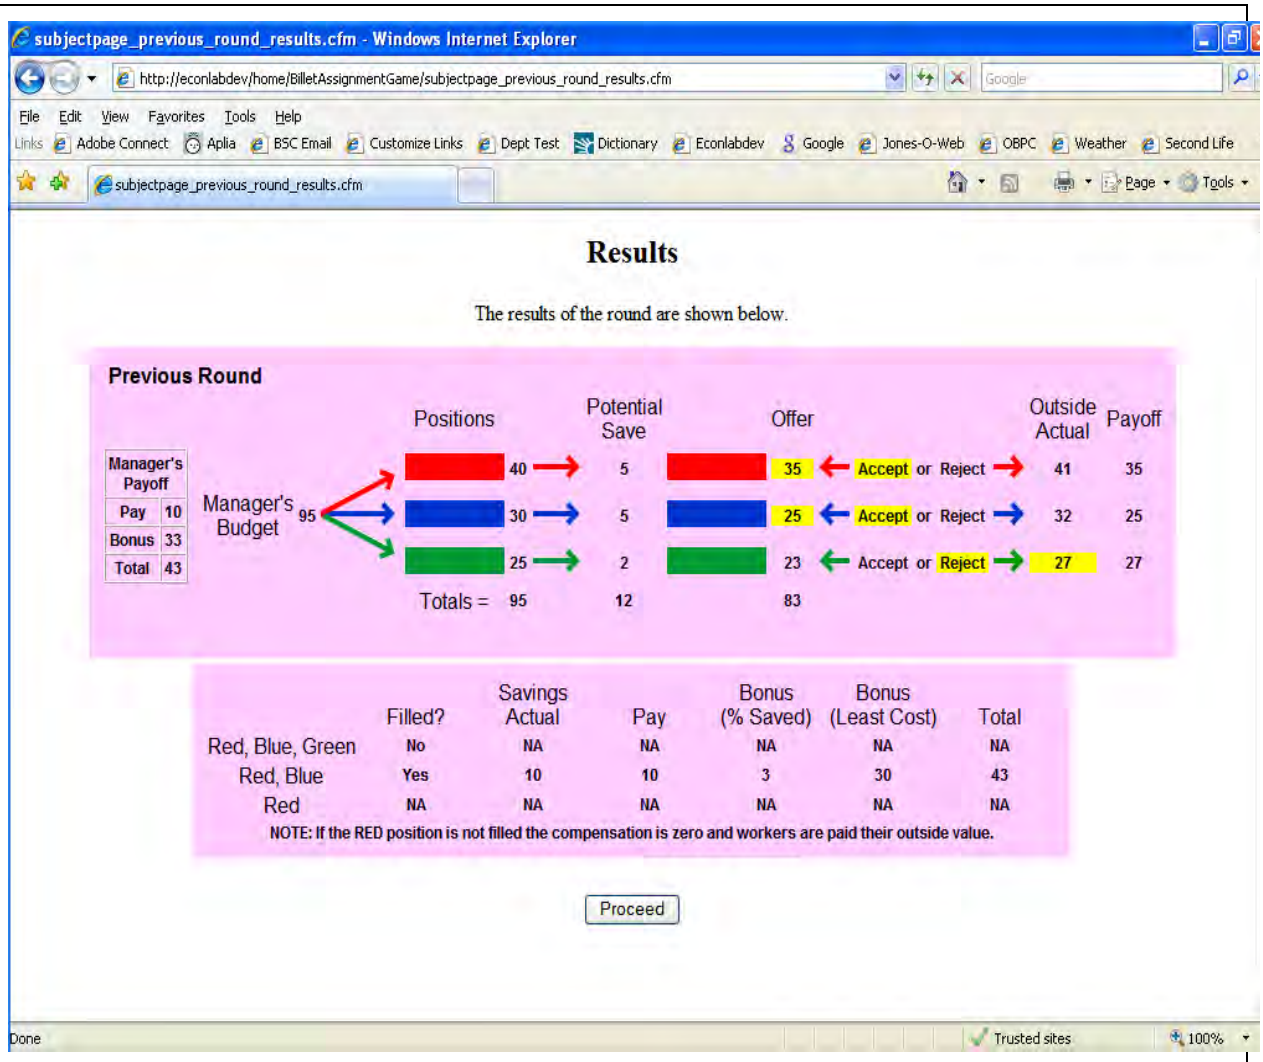 subjectpage_previous_round_results.cfm - Windows Internet Explorer
http://econlabdev/home/BilletAssignmentGame/subjectpage_previous_round_results.cfm Google
File Edit View Favorites Tools Help
Links Adobe Connect Aplia BSC Email Customize Links Dept Test Dictionary Econlabdev Google Jones-O-Web OBPC Weather Second Life
subjectpage_previous_round_results.cfm Page Tools
Results
The results of the round are shown below.
Previous Round
Positions Potential Save Offer Outside Actual Payoff
Manager's Payoff
Pay 10
Bonus 33
Total 43
Manager's Budget 95
40 5 35 Accept or Reject 41 35
30 5 25 Accept or Reject 32 25
25 2 23 Accept or Reject 27 27
Totals = 95 12 83
Filled? Savings Actual Pay Bonus (% Saved) Bonus (Least Cost) Total
Red, Blue, Green No NA NA NA NA NA
Red, Blue Yes 10 10 3 30 43
Red NA NA NA NA NA NA
NOTE: If the RED position is not filled the compensation is zero and workers are paid their outside value.
Proceed
Done Trusted sites 100%